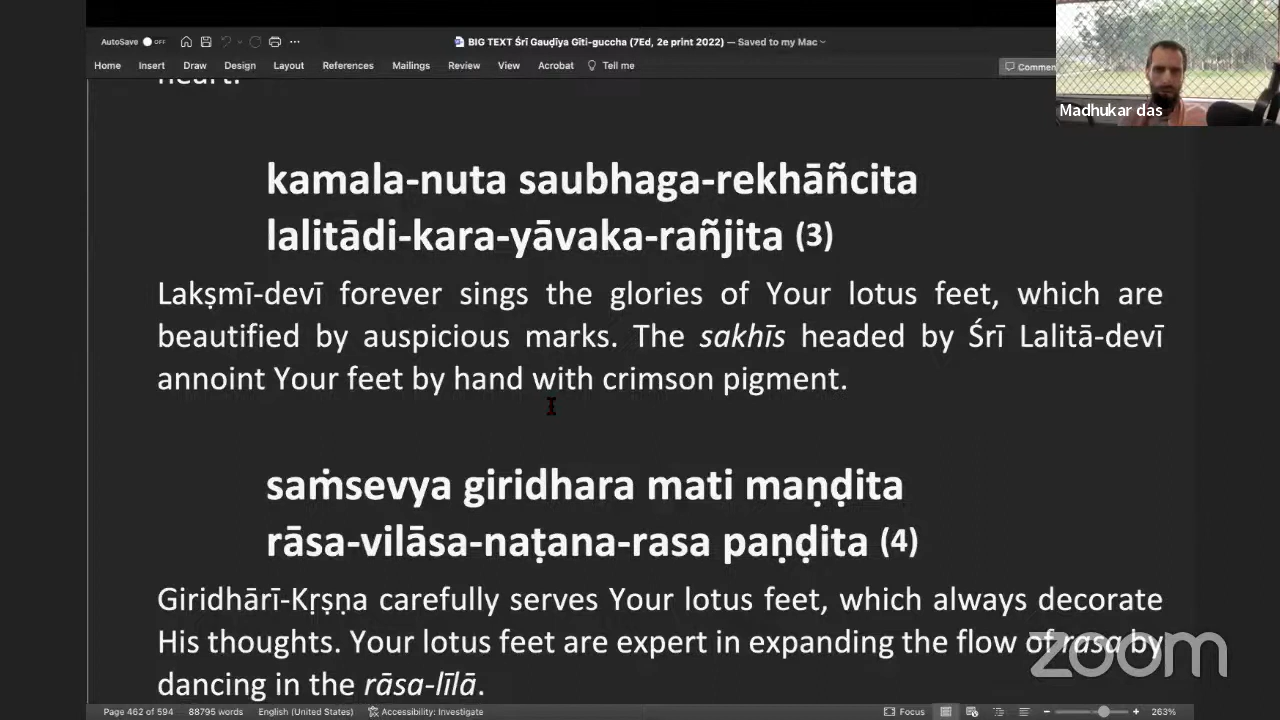 AutoSave OFF
BIG TEXT Śrī Gauḍīya Gīti-guccha (7Ed, 2e print 2022) — Saved to my Mac
Home Insert Draw Design Layout References Mailings Review View Acrobat Tell me
Madhukar das
heart.
kamala-nuta saubhaga-rekhāñcita
lalitādi-kara-yāvaka-rañjita (3)
Lakṣmī-devī forever sings the glories of Your lotus feet, which are
beautified by auspicious marks. The sakhīs headed by Śrī Lalitā-devī
annoint Your feet by hand with crimson pigment.
saṁsevya giridhara mati maṇḍita
rāsa-vilāsa-naṭana-rasa paṇḍita (4)
Giridhārī-Kṛṣṇa carefully serves Your lotus feet, which always decorate
His thoughts. Your lotus feet are expert in expanding the flow of rasa by
dancing in the rāsa-līlā.
zoom
Page 462 of 594 88795 words English (United States) Accessibility: Investigate Focus 263%